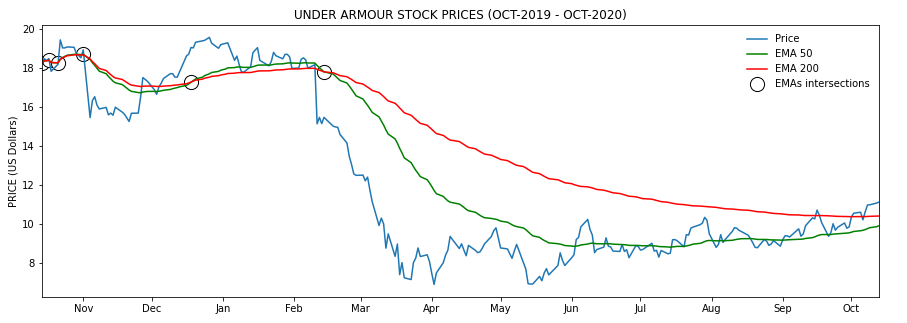 UNDER ARMOUR STOCK PRICES (OCT-2019 - OCT-2020)
PRICE (US Dollars)
20
18
16
14
12
10
8
Price
EMA 50
EMA 200
EMAs intersections
Nov Dec Jan Feb Mar Apr May Jun Jul Aug Sep Oct